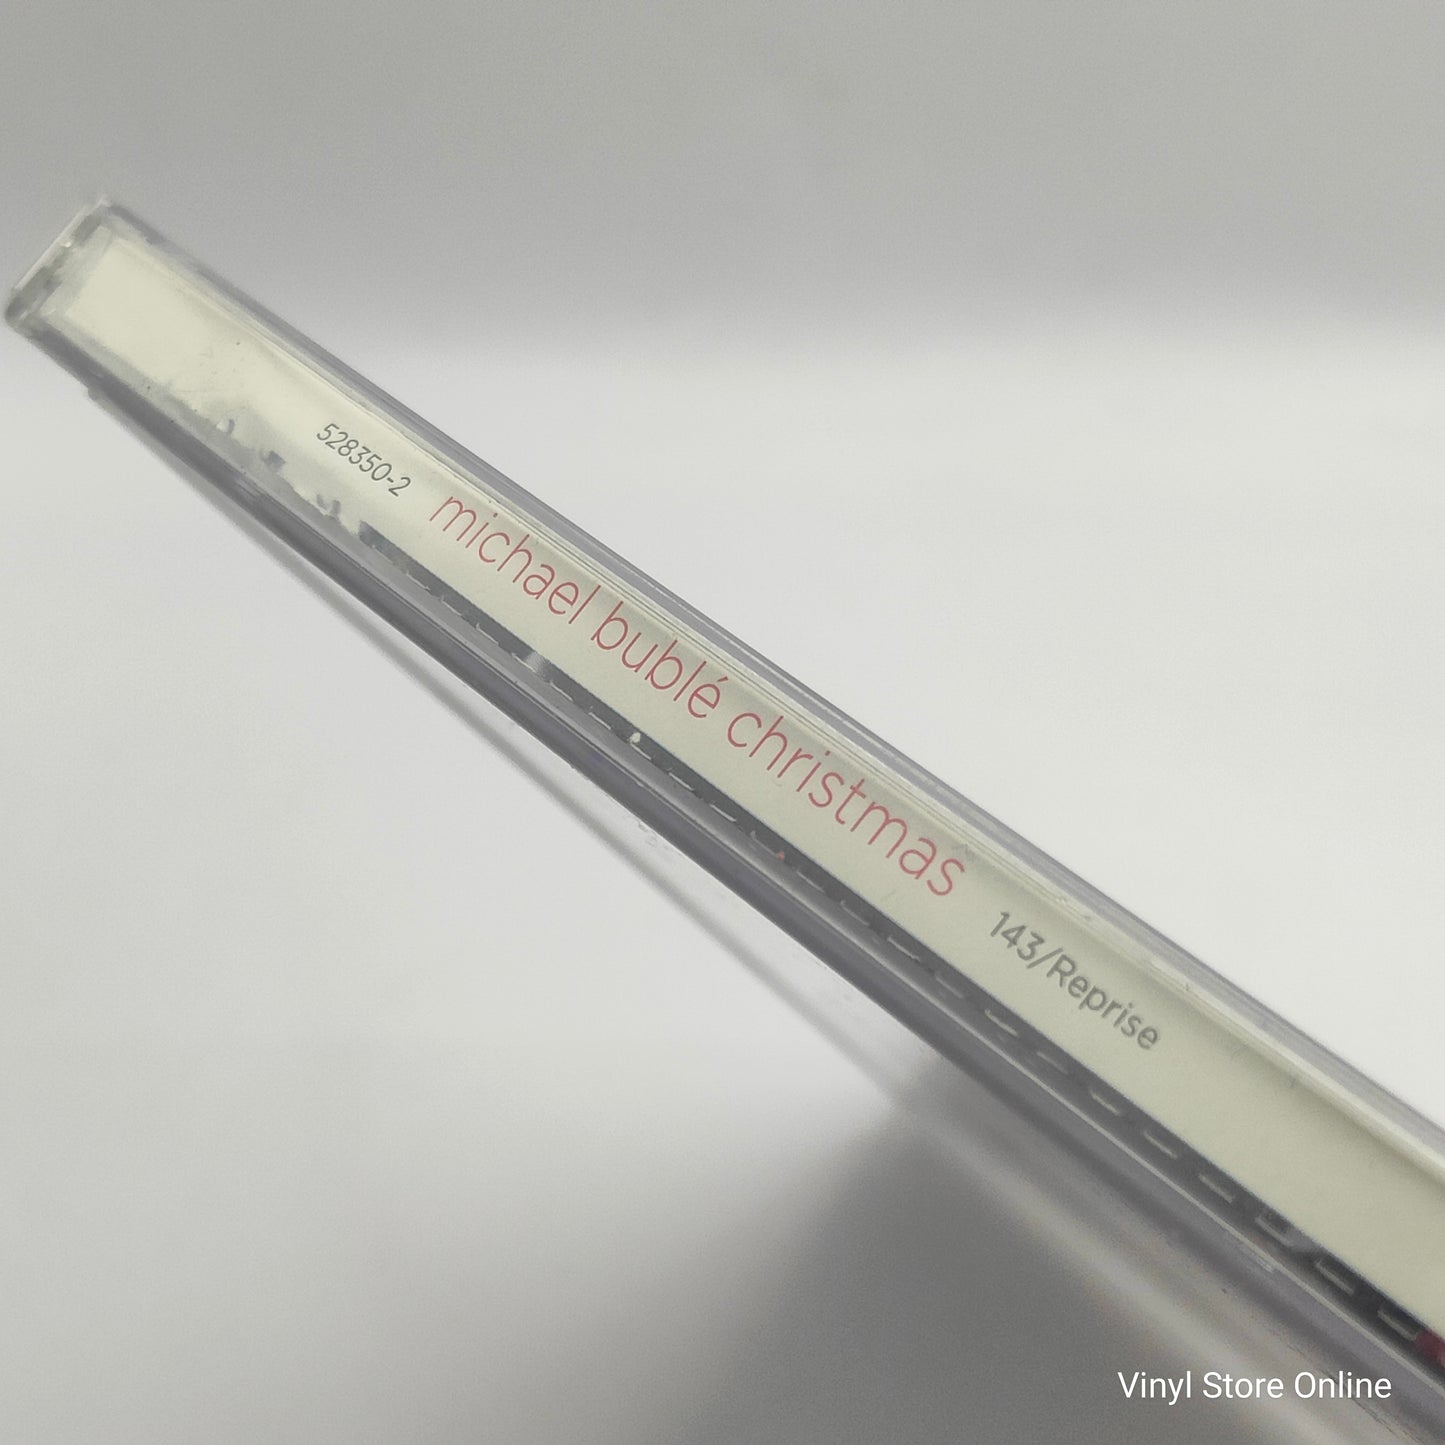 528350-2 michael bublé christmas 143/Reprise
Vinyl Store Online